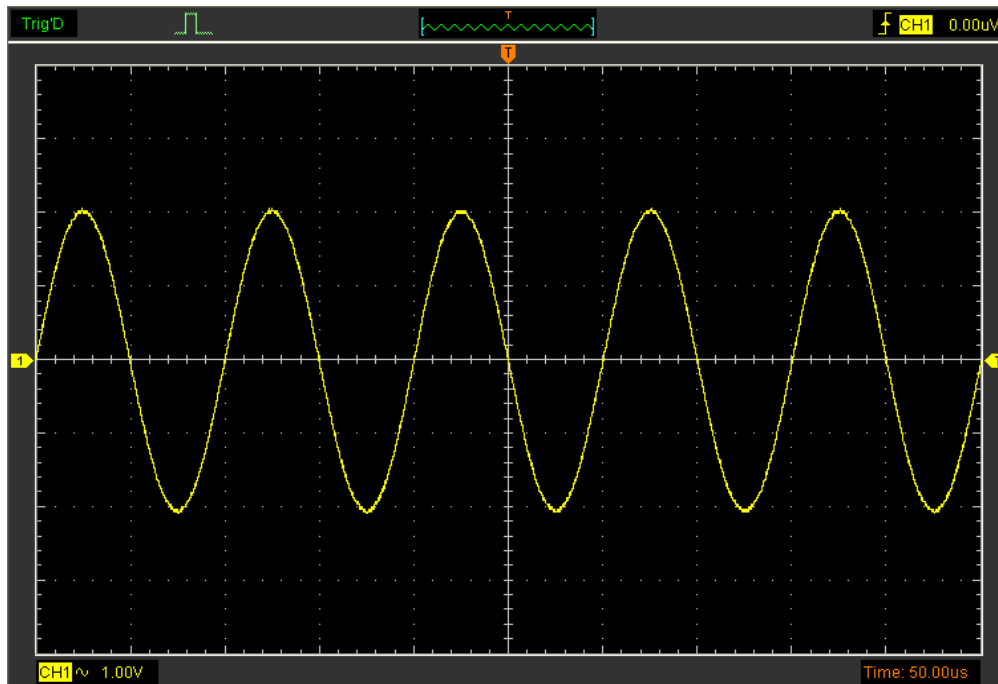 Trig'D
T
CH1 0.00uV
T
1
T
CH1 ∿ 1.00V
Time: 50.00us